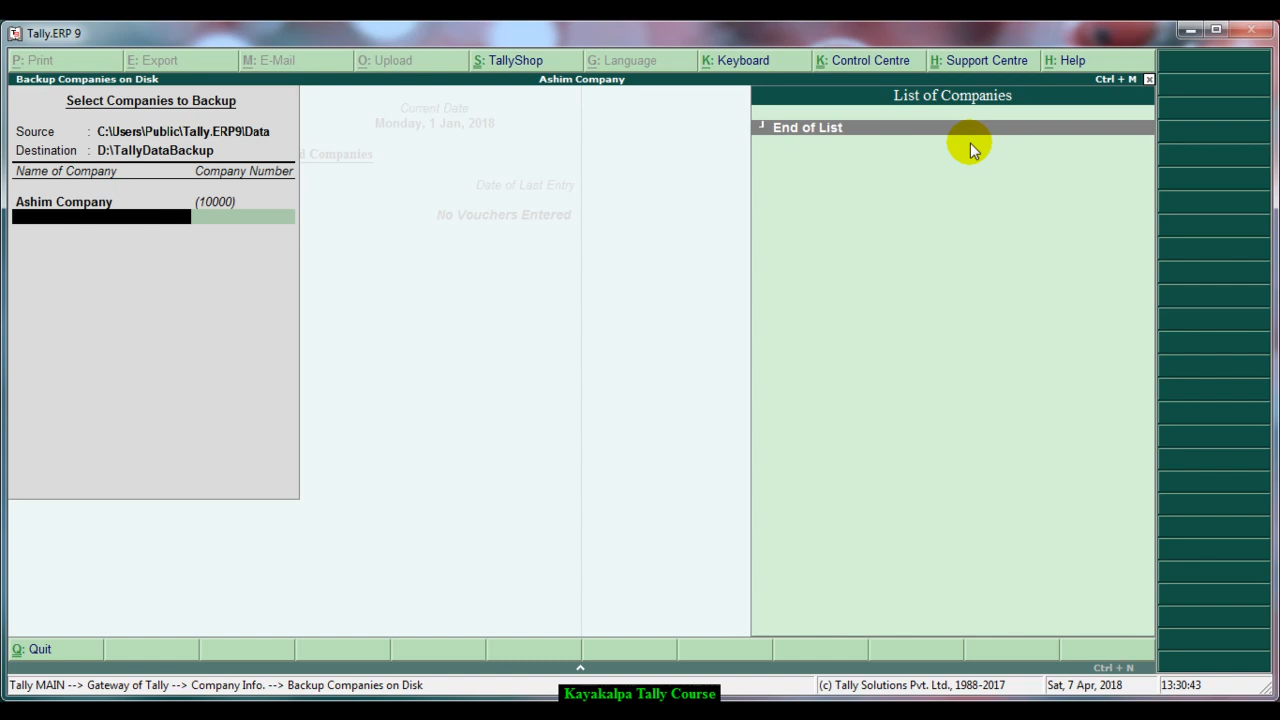 Tally.ERP 9
P: Print E: Export M: E-Mail O: Upload S: TallyShop G: Language K: Keyboard K: Control Centre H: Support Centre H: Help
Backup Companies on Disk Ashim Company Ctrl + M
Select Companies to Backup
Source : C:\Users\Public\Tally.ERP9\Data
Destination : D:\TallyDataBackup
Name of Company Company Number
Ashim Company (10000)
Current Date
Monday, 1 Jan, 2018
d Companies
Date of Last Entry
No Vouchers Entered
List of Companies
End of List
Q: Quit
Ctrl + N
Tally MAIN --> Gateway of Tally --> Company Info. --> Backup Companies on Disk (c) Tally Solutions Pvt. Ltd., 1988-2017 Sat, 7 Apr, 2018 13:30:43
Kayakalpa Tally Course